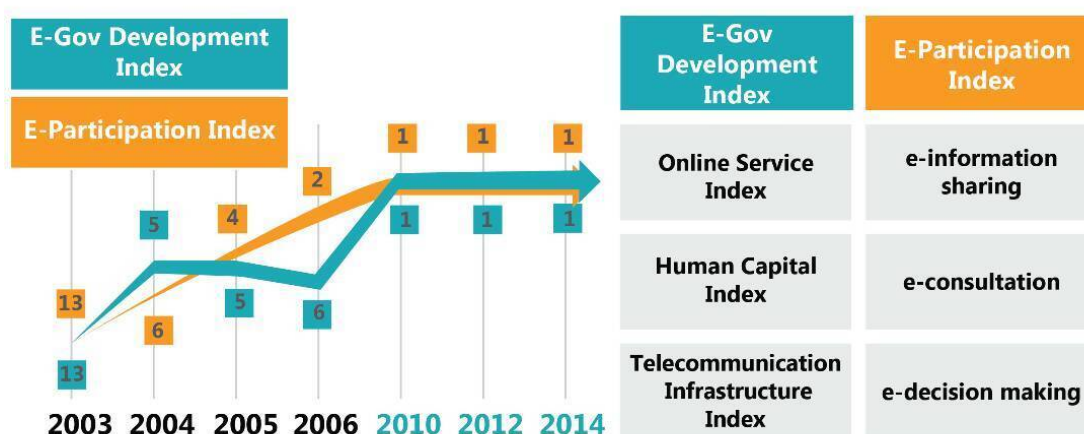 E-Gov Development
Index
E-Participation Index
13
13
5
6
4
5
2
6
1
1
1
1
1
1
2003
2004
2005
2006
2010
2012
2014
E-Gov
Development
Index
E-Participation
Index
Online Service
Index
e-information
sharing
Human Capital
Index
e-consultation
Telecommunication
Infrastructure
Index
e-decision making